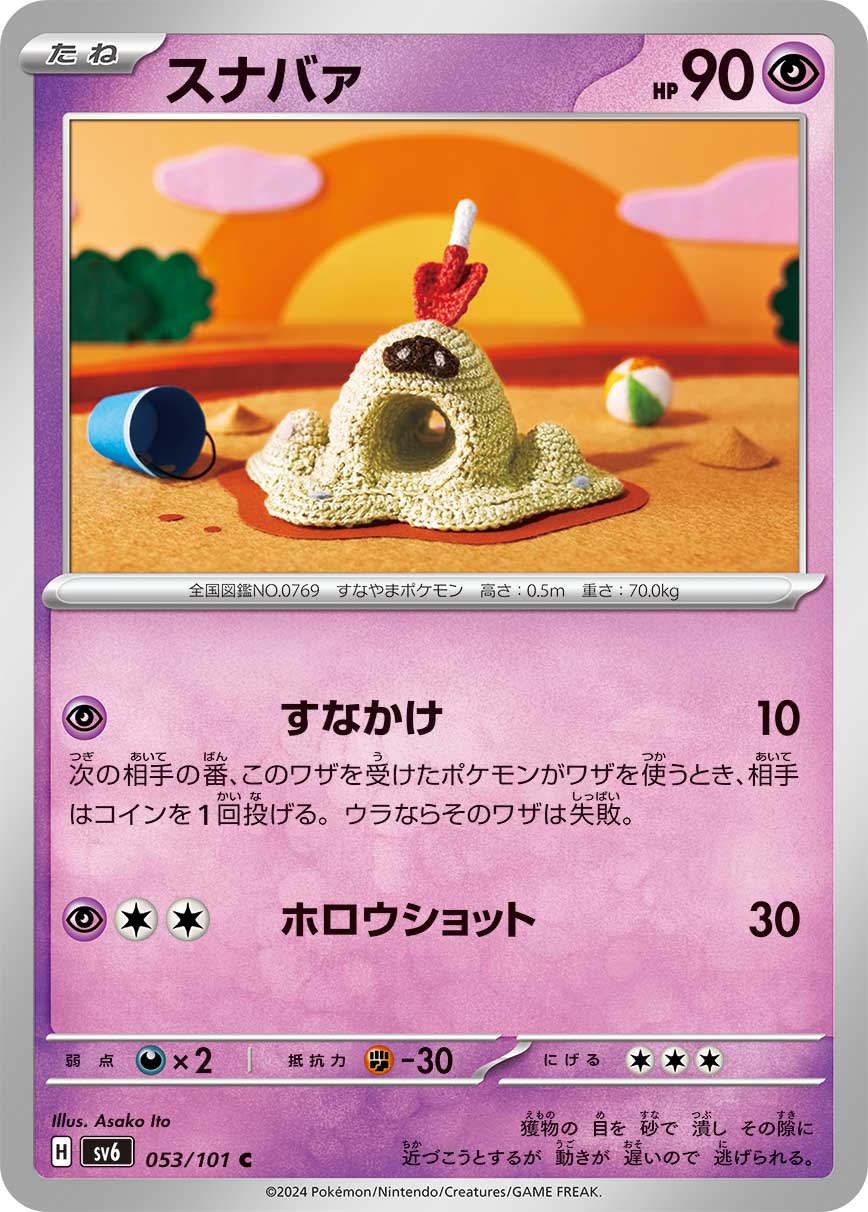 たね
スナバァ
HP 90
全国図鑑NO.0769 すなやまポケモン 高さ：0.5m 重さ：70.0kg
すなかけ 10
次の相手の番、このワザを受けたポケモンがワザを使うとき、相手
はコインを1回投げる。ウラならそのワザは失敗。
ホロウショット 30
弱点 ×2 抵抗力 -30 にげる
Illus. Asako Ito
H sv6 053/101 C
獲物の 目を 砂で 潰し その隙に
近づこうとするが 動きが 遅いので 逃げられる。
©2024 Pokémon/Nintendo/Creatures/GAME FREAK.